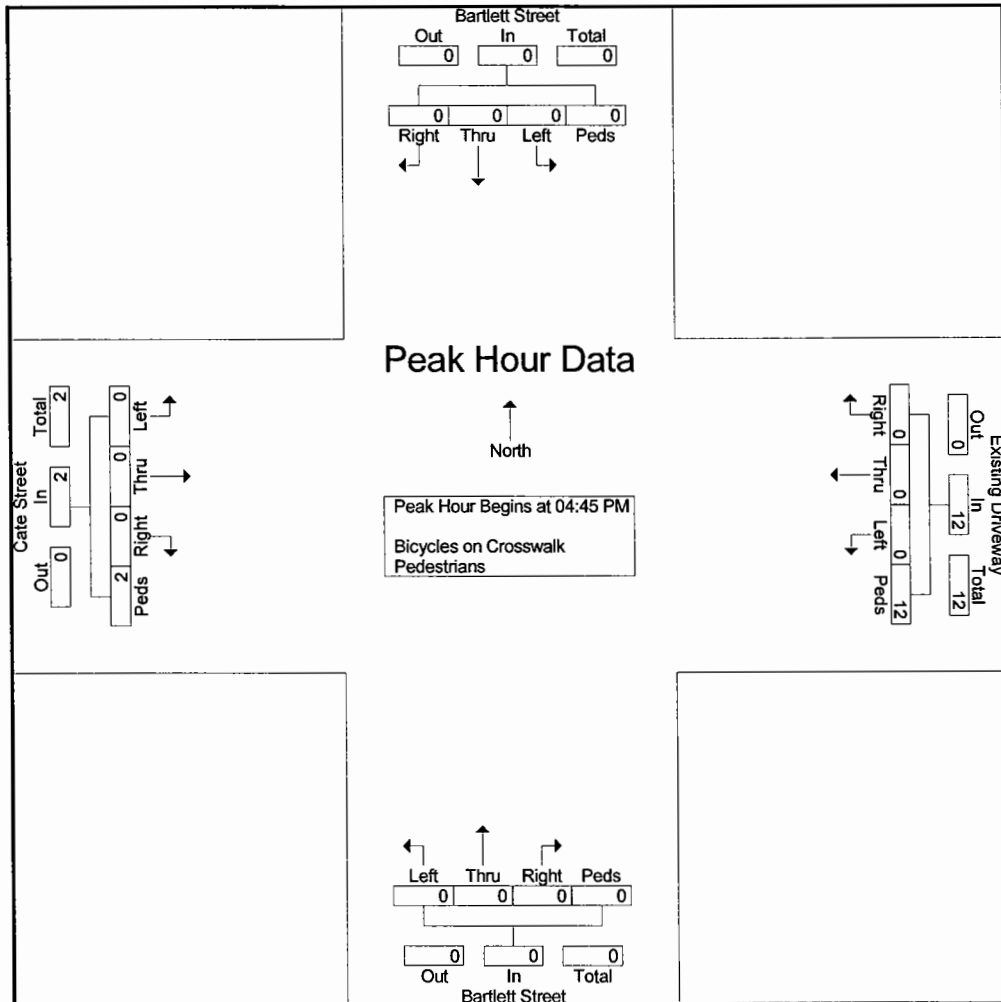 Bartlett Street
Out In Total
0 0 0
0 0 0 0
Right Thru Left Peds
Peak Hour Data
North
Peak Hour Begins at 04:45 PM
Bicycles on Crosswalk
Pedestrians
Cate Street
Total In Out
2 2 0
0 0 0 2
Left Thru Right Peds
Right Thru Left Peds
0 0 0 12
Out In Total
0 12 12
Existing Driveway
Left Thru Right Peds
0 0 0 0
0 0 0
Out In Total
Bartlett Street